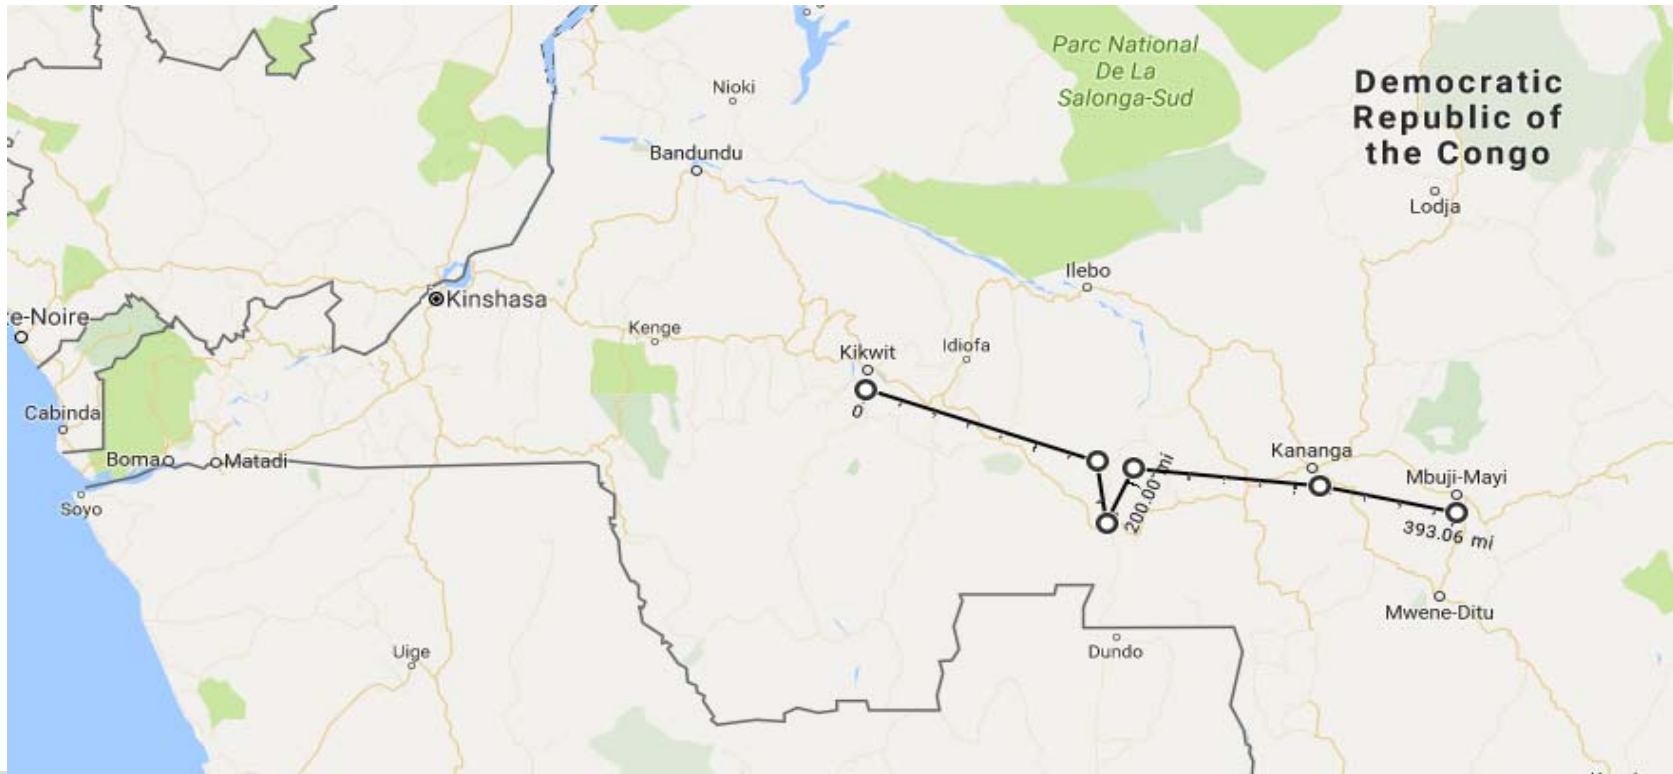 Parc National
De La
Salonga-Sud
Democratic
Republic of
the Congo
Nioki
Bandundu
Lodja
Ilebo
Kinshasa
te-Noire
Kenge
Kikwit
Idiofa
0
Cabinda
Boma
Matadi
Soyo
200.00 mi
Kananga
Mbuji-Mayi
393.06 mi
Mwene-Ditu
Uige
Dundo